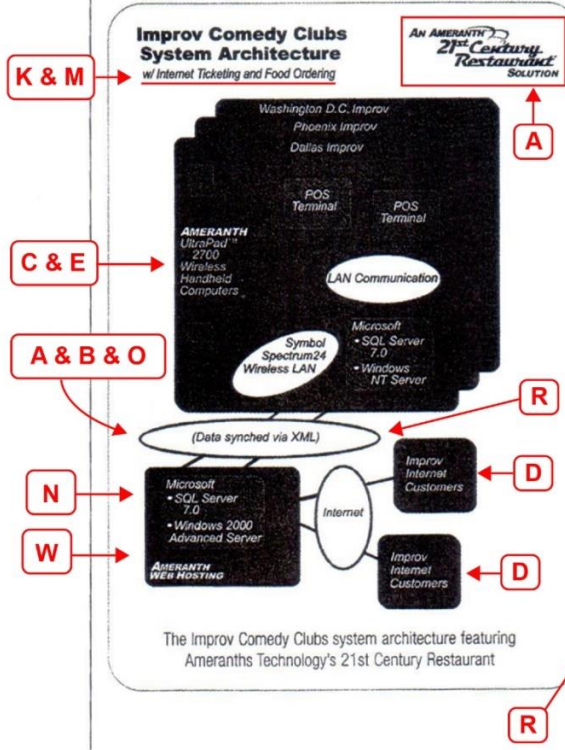 Improv Comedy Clubs
System Architecture
w/ Internet Ticketing and Food Ordering
AN AMERANTH
21st Century
Restaurant
SOLUTION
K & M
A
Washington D.C. Improv
Phoenix Improv
Dallas Improv
POS
Terminal
POS
Terminal
AMERANTH
UltraPad™
2700
Wireless
Handheld
Computers
C & E
LAN Communication
Symbol
Spectrum24
Wireless LAN
Microsoft
• SQL Server
7.0
• Windows
NT Server
A & B & O
R
(Data synched via XML)
N
Microsoft
• SQL Server
7.0
• Windows 2000
Advanced Server
W
AMERANTH
WEB HOSTING
Internet
Improv
Internet
Customers
D
Improv
Internet
Customers
D
The Improv Comedy Clubs system architecture featuring
Ameranths Technology's 21st Century Restaurant
R